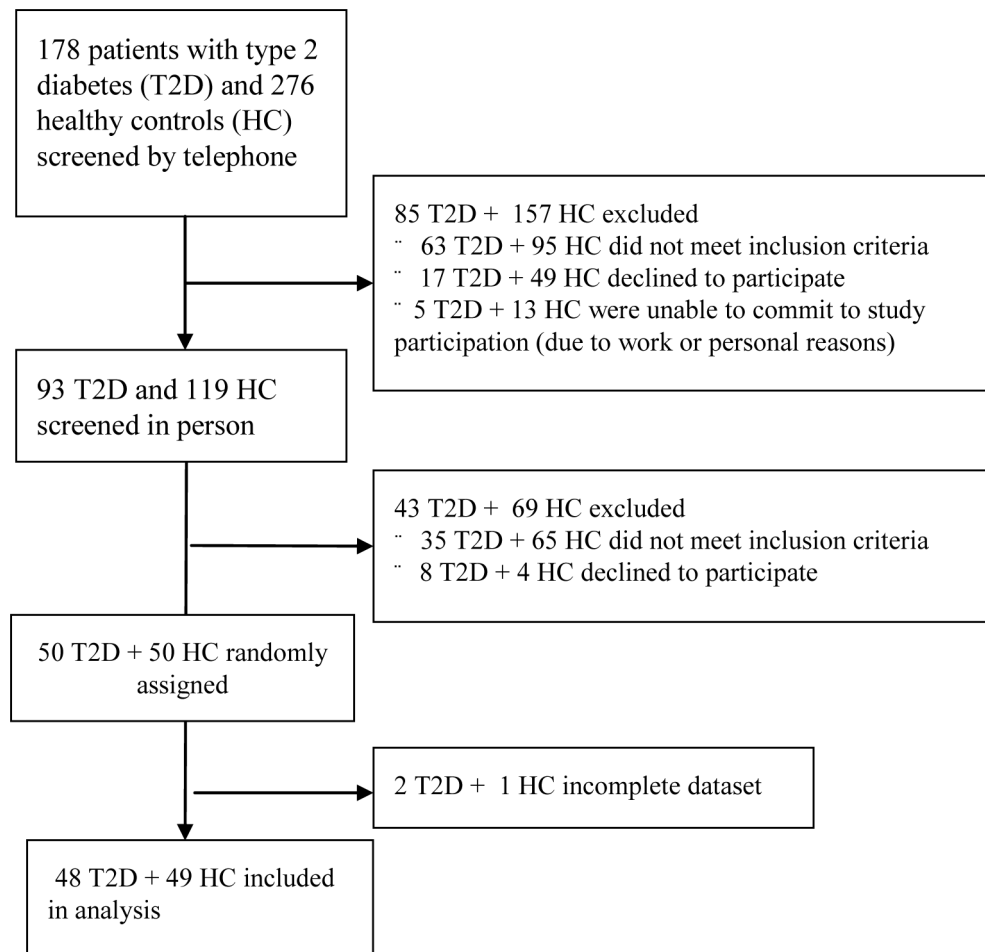 178 patients with type 2
diabetes (T2D) and 276
healthy controls (HC)
screened by telephone
85 T2D + 157 HC excluded
¨ 63 T2D + 95 HC did not meet inclusion criteria
¨ 17 T2D + 49 HC declined to participate
¨ 5 T2D + 13 HC were unable to commit to study
participation (due to work or personal reasons)
93 T2D and 119 HC
screened in person
43 T2D + 69 HC excluded
¨ 35 T2D + 65 HC did not meet inclusion criteria
¨ 8 T2D + 4 HC declined to participate
50 T2D + 50 HC randomly
assigned
2 T2D + 1 HC incomplete dataset
48 T2D + 49 HC included
in analysis